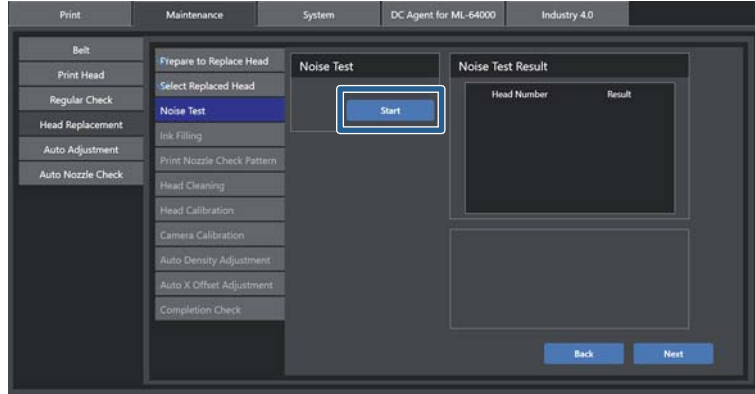 Print Maintenance System DC Agent for ML-64000 Industry 4.0
Belt
Print Head
Regular Check
Head Replacement
Auto Adjustment
Auto Nozzle Check
Prepare to Replace Head
Select Replaced Head
Noise Test
Ink Filling
Print Nozzle Check Pattern
Head Cleaning
Head Calibration
Camera Calibration
Auto Density Adjustment
Auto X Offset Adjustment
Completion Check
Noise Test
Start
Noise Test Result
Head Number Result
Back Next